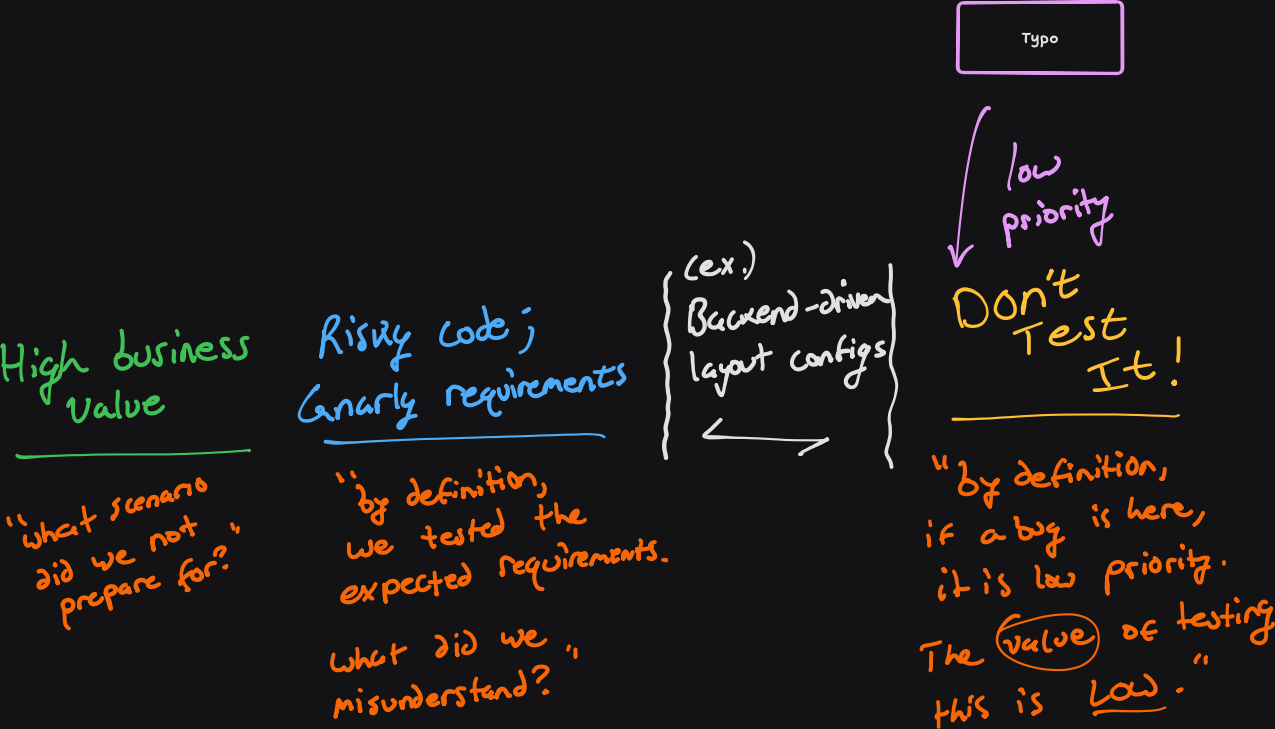 Typo
low
priority
High business
value
Risky code;
Gnarly requirements
(ex.)
Backend-driven
layout configs
Don't
Test
It!
"what scenario
did we not
prepare for?"
"by definition,
we tested the
expected requirements.
what did we
misunderstand?"
"by definition,
if a bug is here,
it is low priority.
The value of testing
this is LOW."